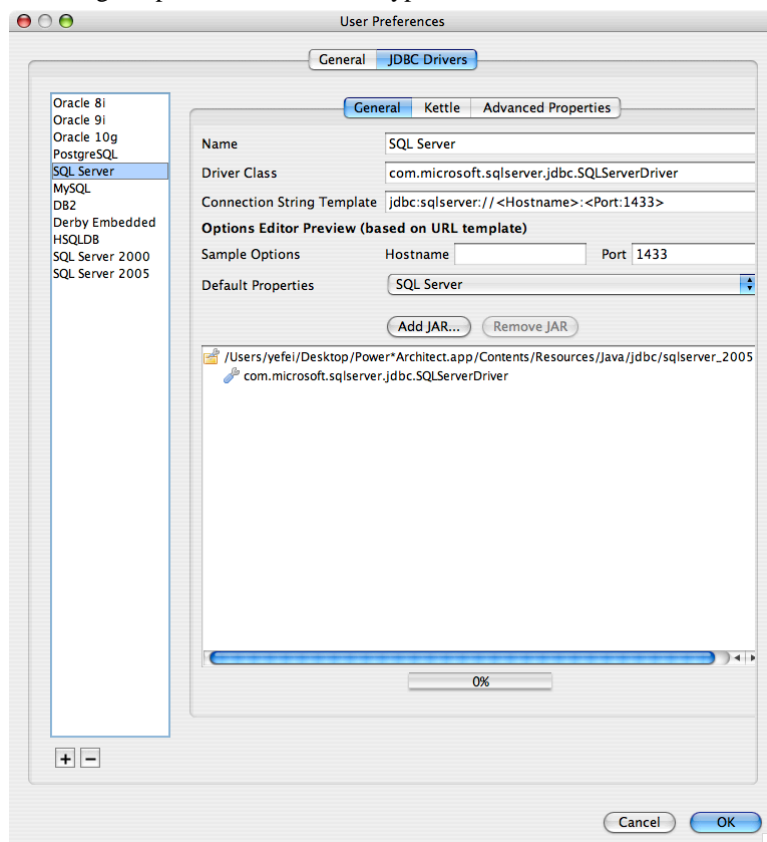 User Preferences
General JDBC Drivers
Oracle 8i
Oracle 9i
Oracle 10g
PostgreSQL
SQL Server
MySQL
DB2
Derby Embedded
HSQLDB
SQL Server 2000
SQL Server 2005
General Kettle Advanced Properties
Name SQL Server
Driver Class com.microsoft.sqlserver.jdbc.SQLServerDriver
Connection String Template jdbc:sqlserver://<Hostname>:<Port:1433>
Options Editor Preview (based on URL template)
Sample Options Hostname Port 1433
Default Properties SQL Server
Add JAR... Remove JAR
/Users/yefei/Desktop/Power*Architect.app/Contents/Resources/Java/jdbc/sqlserver_2005
com.microsoft.sqlserver.jdbc.SQLServerDriver
0%
+ −
Cancel OK